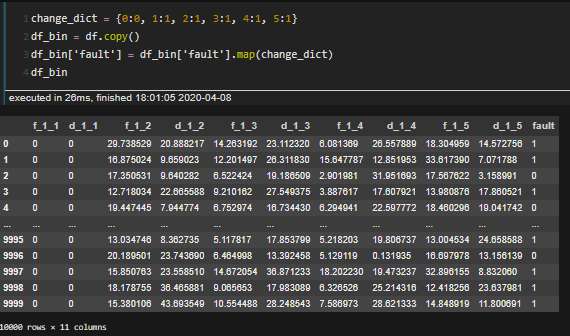 1 change_dict = {0:0, 1:1, 2:1, 3:1, 4:1, 5:1}
2 df_bin = df.copy()
3 df_bin['fault'] = df_bin['fault'].map(change_dict)
4 df_bin
executed in 26ms, finished 18:01:05 2020-04-08
f_1_1 d_1_1 f_1_2 d_1_2 f_1_3 d_1_3 f_1_4 d_1_4 f_1_5 d_1_5 fault
0 0 0 29.738529 20.888217 14.263192 23.112320 6.081369 26.557889 18.304959 14.572756 1
1 0 0 16.875024 9.659023 12.201497 26.311830 15.647787 12.851953 33.617390 7.071788 1
2 0 0 17.350531 9.640282 6.522424 19.186509 2.901981 31.951693 17.567622 3.158991 0
3 0 0 12.718034 22.665588 9.210162 27.549375 3.887617 17.607921 13.980876 17.860521 1
4 0 0 19.447445 7.944774 6.752974 16.734430 6.294941 22.597772 18.460296 19.041742 0
... ... ... ... ... ... ... ... ... ... ... ...
9995 0 0 13.034746 8.362735 5.117817 17.853799 5.218203 19.806737 13.004534 24.658588 1
9996 0 0 20.189501 23.743690 6.464998 13.392458 5.129119 0.131935 16.697978 13.156139 0
9997 0 0 15.850763 23.558510 14.672054 36.871233 18.202230 19.473237 32.896155 8.832060 1
9998 0 0 18.178755 36.465881 9.065653 17.983089 6.326526 25.214316 12.418256 23.637981 1
9999 0 0 15.380106 43.693549 10.554488 28.248543 7.586973 28.621333 14.848919 11.800691 1
10000 rows × 11 columns